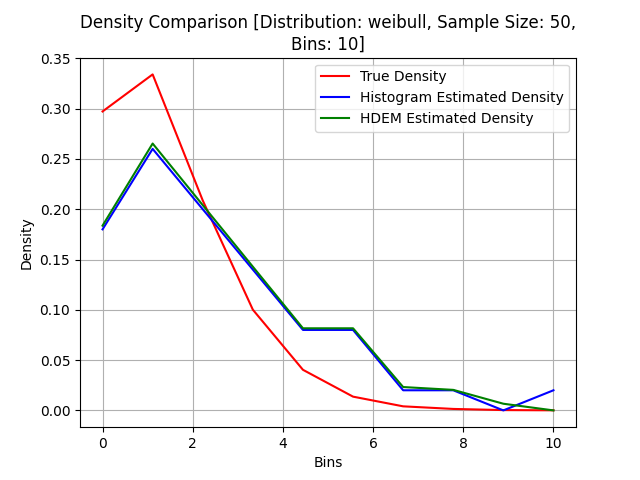 Density Comparison [Distribution: weibull, Sample Size: 50,
Bins: 10]
True Density
Histogram Estimated Density
HDEM Estimated Density
Density
0.35
0.30
0.25
0.20
0.15
0.10
0.05
0.00
0 2 4 6 8 10
Bins